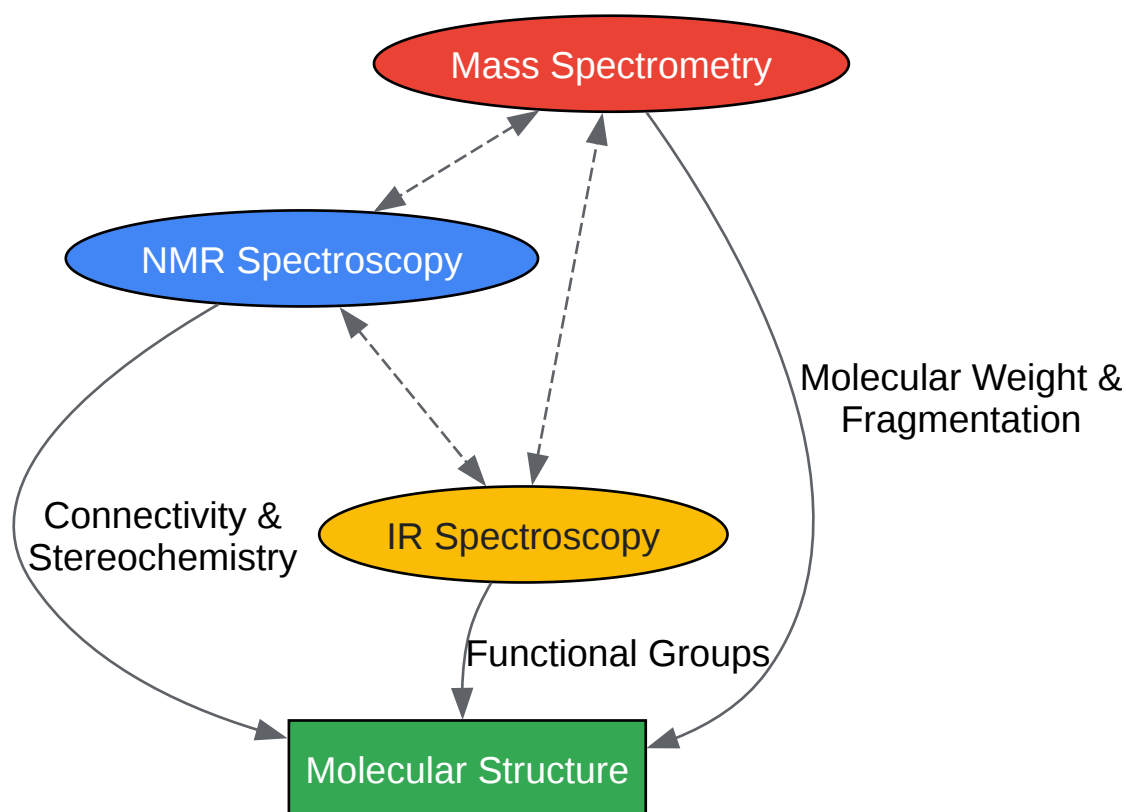 Mass Spectrometry
NMR Spectroscopy
Molecular Weight &
Fragmentation
Connectivity &
Stereochemistry
IR Spectroscopy
Functional Groups
Molecular Structure